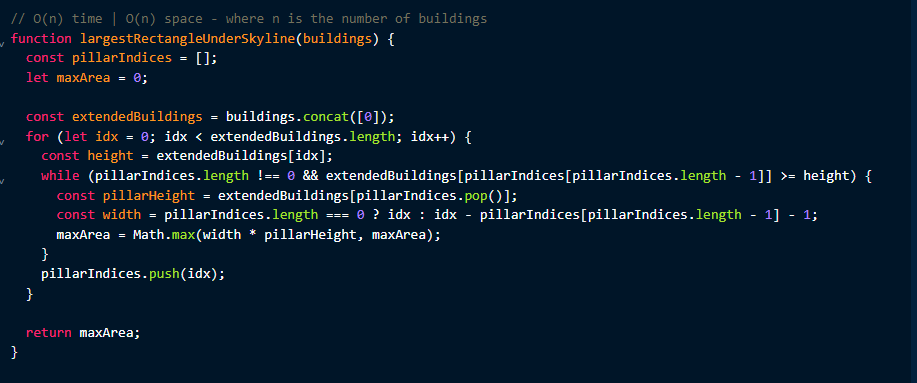 // O(n) time | O(n) space - where n is the number of buildings
function largestRectangleUnderSkyline(buildings) {
  const pillarIndices = [];
  let maxArea = 0;

  const extendedBuildings = buildings.concat([0]);
  for (let idx = 0; idx < extendedBuildings.length; idx++) {
    const height = extendedBuildings[idx];
    while (pillarIndices.length !== 0 && extendedBuildings[pillarIndices[pillarIndices.length - 1]] >= height) {
      const pillarHeight = extendedBuildings[pillarIndices.pop()];
      const width = pillarIndices.length === 0 ? idx : idx - pillarIndices[pillarIndices.length - 1] - 1;
      maxArea = Math.max(width * pillarHeight, maxArea);
    }
    pillarIndices.push(idx);
  }

  return maxArea;
}